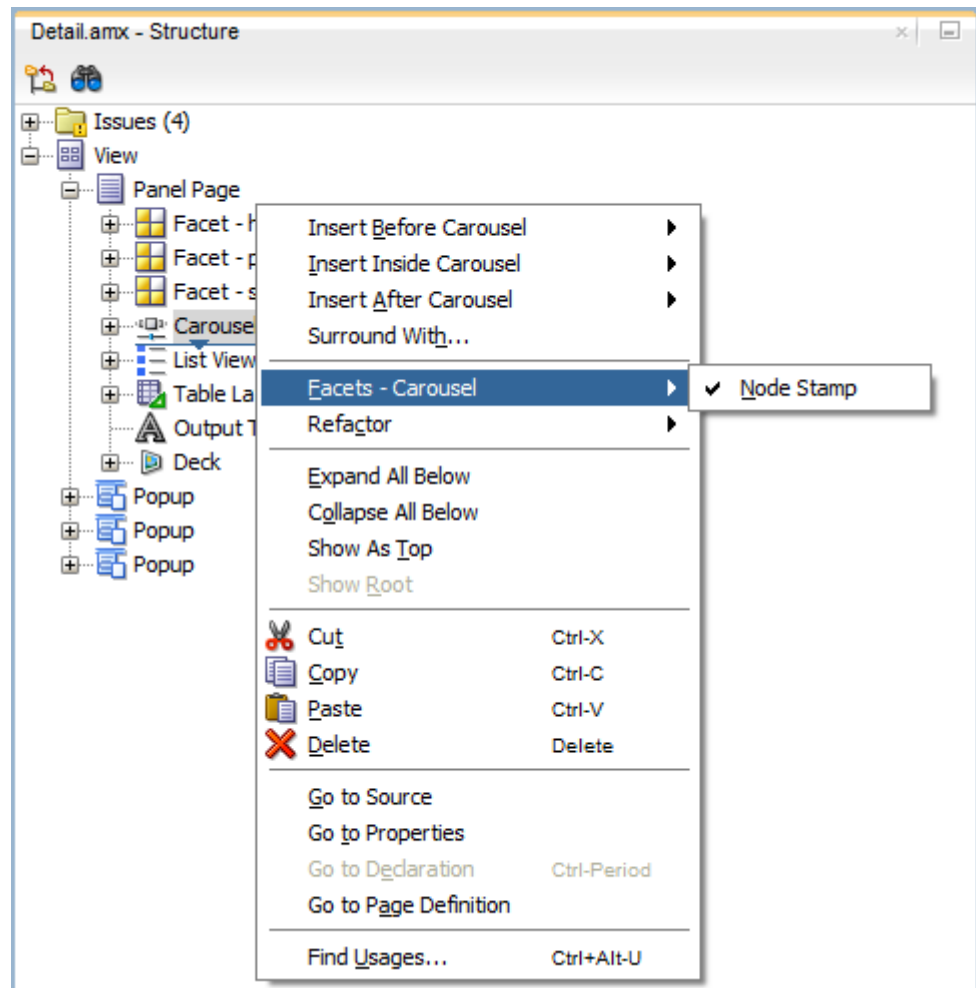 Detail.amx - Structure
Issues (4)
View
Panel Page
Facet - h
Facet - p
Facet - s
Carousel
List View
Table La
Output T
Deck
Popup
Popup
Popup
Insert Before Carousel
Insert Inside Carousel
Insert After Carousel
Surround With...
Facets - Carousel
Node Stamp
Refactor
Expand All Below
Collapse All Below
Show As Top
Show Root
Cut Ctrl-X
Copy Ctrl-C
Paste Ctrl-V
Delete Delete
Go to Source
Go to Properties
Go to Declaration Ctrl-Period
Go to Page Definition
Find Usages... Ctrl+Alt-U